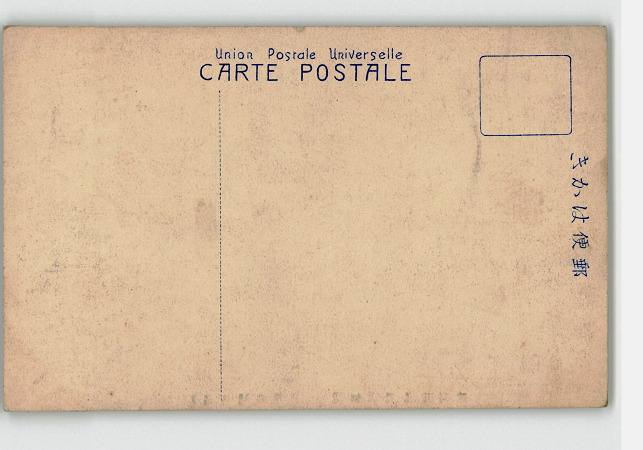 Union Postale Universelle
CARTE POSTALE
郵便はかき